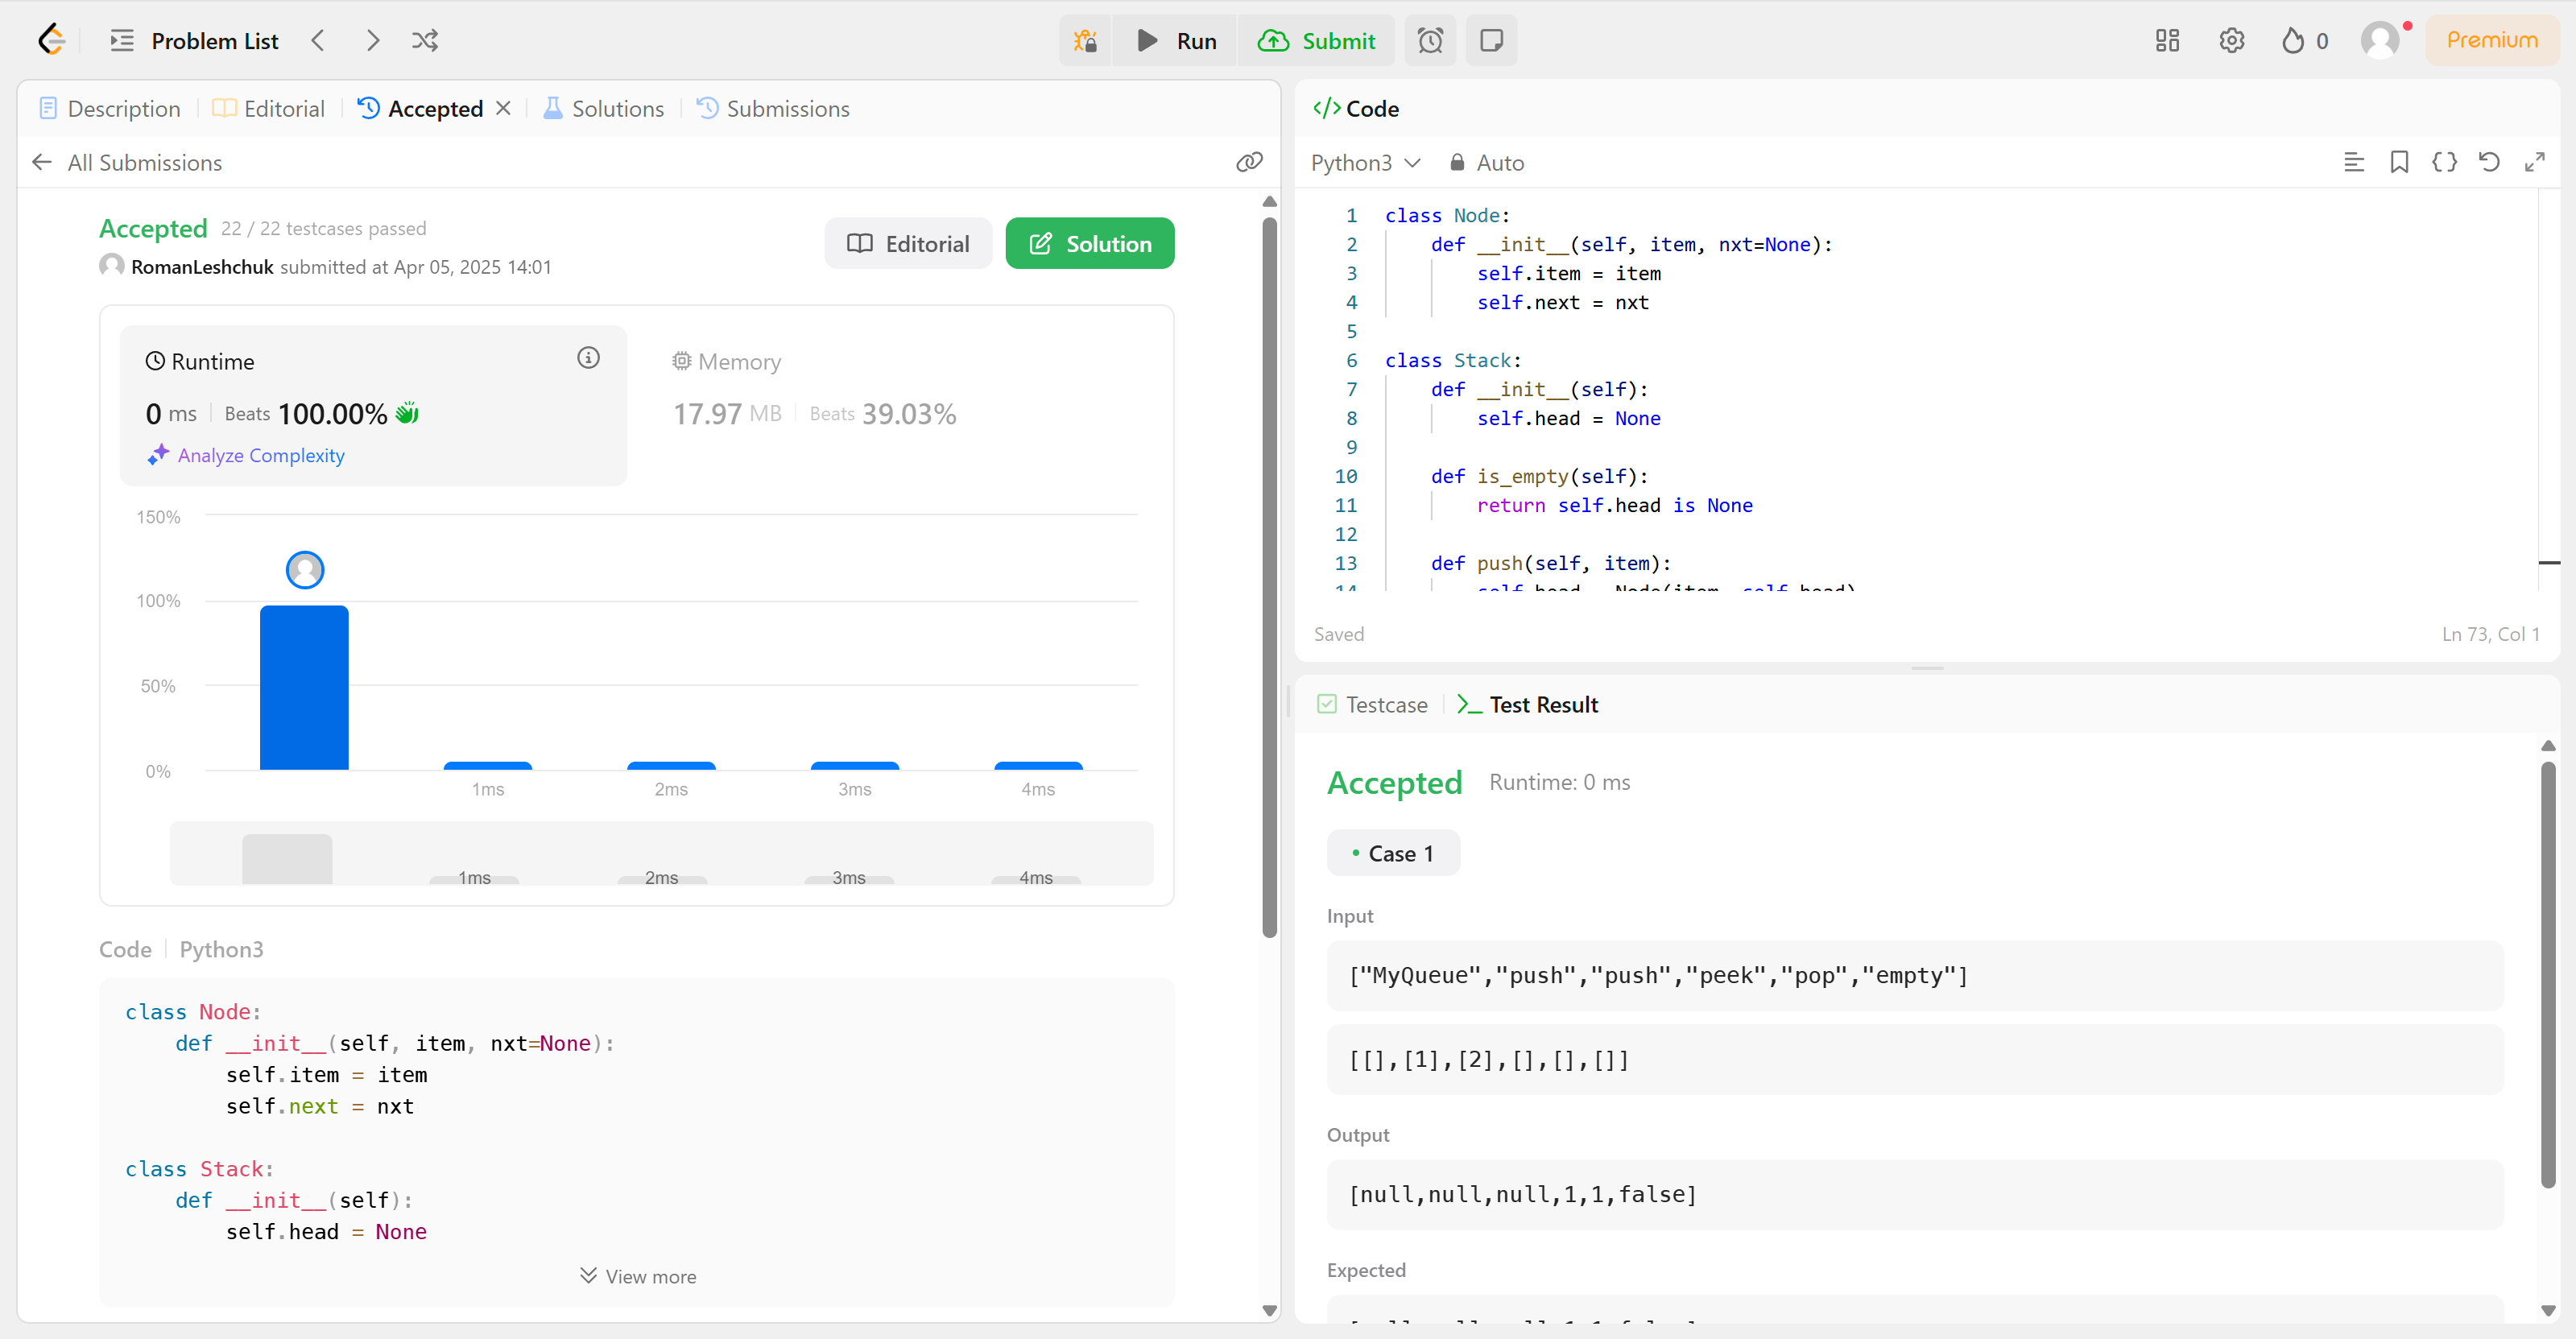 Problem List
Run
Submit
0
Premium
Description
Editorial
Accepted
Solutions
Submissions
All Submissions
Accepted 22 / 22 testcases passed
RomanLeshchuk submitted at Apr 05, 2025 14:01
Editorial
Solution
Runtime
0 ms Beats 100.00%
Analyze Complexity
Memory
17.97 MB Beats 39.03%
150%
100%
50%
0%
1ms 2ms 3ms 4ms
1ms 2ms 3ms 4ms
Code Python3
class Node:
    def __init__(self, item, nxt=None):
        self.item = item
        self.next = nxt
class Stack:
    def __init__(self):
        self.head = None
View more
Code
Python3 Auto
1 class Node:
2     def __init__(self, item, nxt=None):
3         self.item = item
4         self.next = nxt
5
6 class Stack:
7     def __init__(self):
8         self.head = None
9
10     def is_empty(self):
11         return self.head is None
12
13     def push(self, item):
14         self.head = Node(item, self.head)
Saved
Ln 73, Col 1
Testcase
Test Result
Accepted Runtime: 0 ms
Case 1
Input
["MyQueue","push","push","peek","pop","empty"]
[[],[1],[2],[],[],[]]
Output
[null,null,null,1,1,false]
Expected